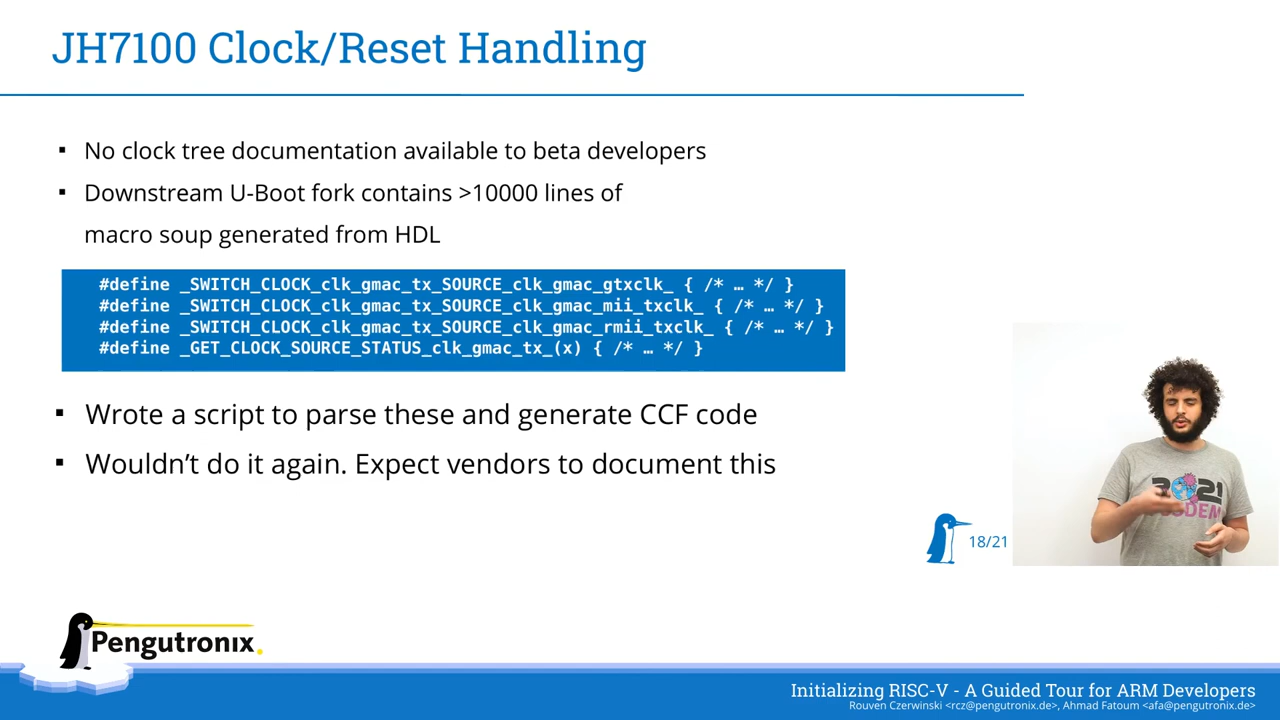 JH7100 Clock/Reset Handling
No clock tree documentation available to beta developers
Downstream U-Boot fork contains >10000 lines of
macro soup generated from HDL
#define _SWITCH_CLOCK_clk_gmac_tx_SOURCE_clk_gmac_gtxclk_ { /* … */ }
#define _SWITCH_CLOCK_clk_gmac_tx_SOURCE_clk_gmac_mii_txclk_ { /* … */ }
#define _SWITCH_CLOCK_clk_gmac_tx_SOURCE_clk_gmac_rmii_txclk_ { /* … */ }
#define _GET_CLOCK_SOURCE_STATUS_clk_gmac_tx_(x) { /* … */ }
Wrote a script to parse these and generate CCF code
Wouldn't do it again. Expect vendors to document this
2021
18/21
Pengutronix
Initializing RISC-V - A Guided Tour for ARM Developers
Rouven Czerwinski <rcz@pengutronix.de>, Ahmad Fatoum <afa@pengutronix.de>